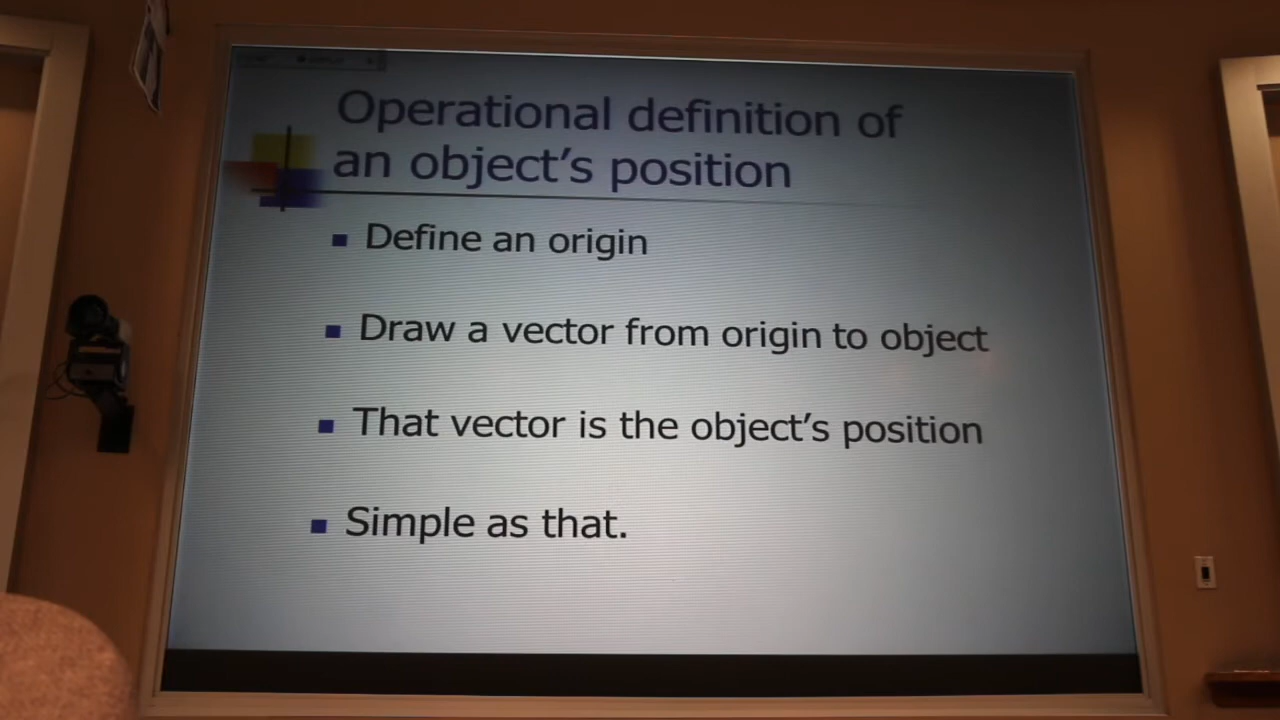 Operational definition of
an object's position
Define an origin
Draw a vector from origin to object
That vector is the object's position
Simple as that.